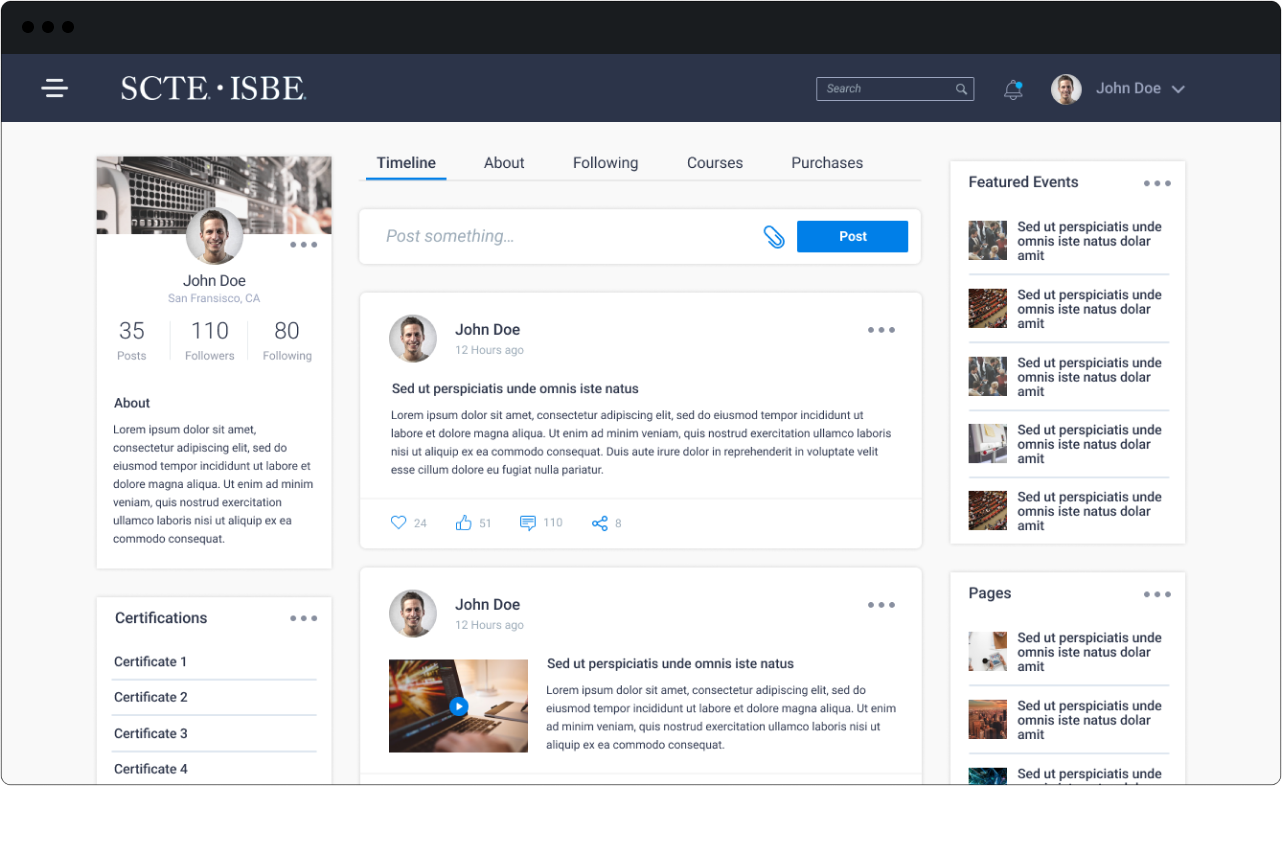 SCTE · ISBE
Search
John Doe
John Doe
San Fransisco, CA
35
110
80
Posts
Followers
Following
About
Lorem ipsum dolor sit amet,
consectetur adipiscing elit, sed do
eiusmod tempor incididunt ut labore et
dolore magna aliqua. Ut enim ad minim
veniam, quis nostrud exercitation
ullamco laboris nisi ut aliquip ex ea
commodo consequat.
Certifications
Certificate 1
Certificate 2
Certificate 3
Certificate 4
Timeline
About
Following
Courses
Purchases
Post something...
Post
John Doe
12 Hours ago
Sed ut perspiciatis unde omnis iste natus
Lorem ipsum dolor sit amet, consectetur adipiscing elit, sed do eiusmod tempor incididunt ut
labore et dolore magna aliqua. Ut enim ad minim veniam, quis nostrud exercitation ullamco laboris
nisi ut aliquip ex ea commodo consequat. Duis aute irure dolor in reprehenderit in voluptate velit
esse cillum dolore eu fugiat nulla pariatur.
24
51
110
8
John Doe
12 Hours ago
Sed ut perspiciatis unde omnis iste natus
Lorem ipsum dolor sit amet, consectetur adipiscing elit, sed do
eiusmod tempor incididunt ut labore et dolore magna aliqua. Ut enim
ad minim veniam, quis nostrud exercitation ullamco laboris nisi ut
aliquip ex ea commodo consequat.
Featured Events
Sed ut perspiciatis unde
omnis iste natus dolar
amit
Sed ut perspiciatis unde
omnis iste natus dolar
amit
Sed ut perspiciatis unde
omnis iste natus dolar
amit
Sed ut perspiciatis unde
omnis iste natus dolar
amit
Sed ut perspiciatis unde
omnis iste natus dolar
amit
Pages
Sed ut perspiciatis unde
omnis iste natus dolar
amit
Sed ut perspiciatis unde
omnis iste natus dolar
amit
Sed ut perspiciatis unde